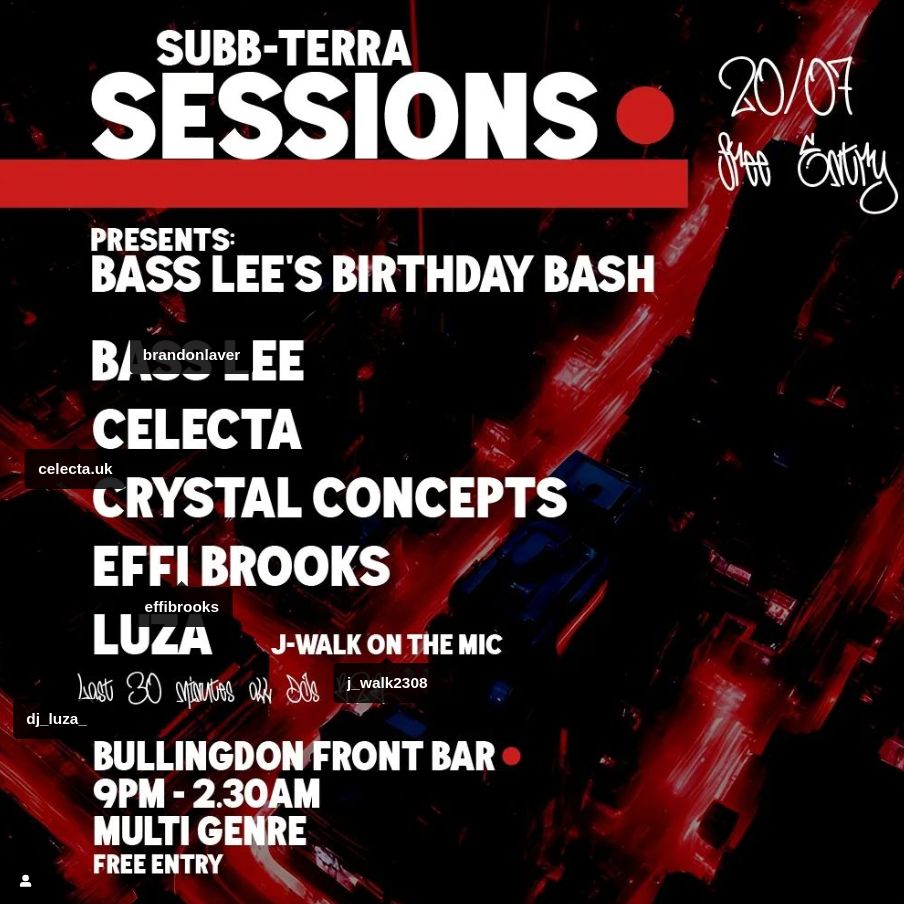 SUBB-TERRA
SESSIONS
20/07
free Entry
PRESENTS:
BASS LEE'S BIRTHDAY BASH
BASS LEE
brandonlaver
CELECTA
celecta.uk
CRYSTAL CONCEPTS
EFFI BROOKS
effibrooks
LUZA J-WALK ON THE MIC
Last 30 minutes all DJs
j_walk2308
dj_luza_
BULLINGDON FRONT BAR
9PM - 2.30AM
MULTI GENRE
FREE ENTRY